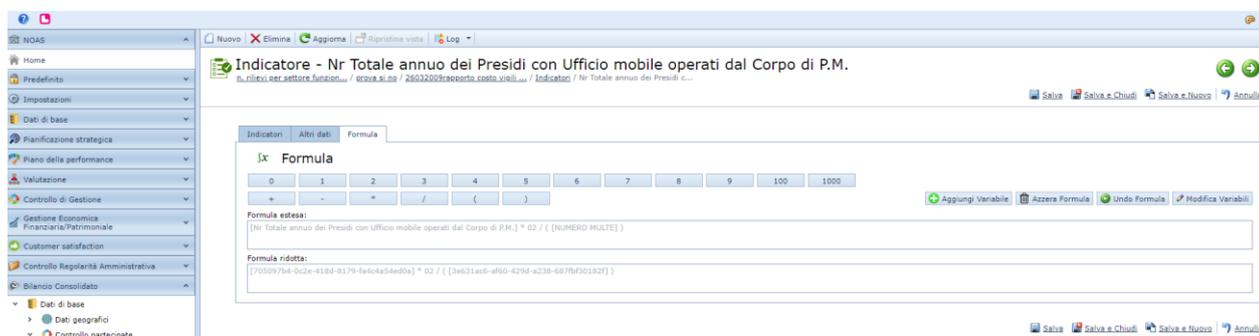 NOAS
Nuovo Elimina Aggiorna Ripristina vista Log
Home
Indicatore - Nr Totale annuo dei Presidi con Ufficio mobile operati dal Corpo di P.M.
n. rilievi per settore funzion... / prova si no / 26032009rapporto costo vigili ... / Indicatori / Nr Totale annuo dei Presidi c...
Predefinito
Impostazioni
Salva Salva e Chiudi Salva e Nuovo Annulla
Dati di base
Pianificazione strategica
Indicatori Altri dati Formula
Piano della performance
Formula
Valutazione
0 1 2 3 4 5 6 7 8 9 100 1000
Controllo di Gestione
+ - * / ( )
Aggiungi Variabile Azzera Formula Undo Formula Modifica Variabili
Gestione Economica
Finanziaria/Patrimoniale
Formula estesa:
[Nr Totale annuo dei Presidi con Ufficio mobile operati dal Corpo di P.M.] * 02 / ( [NUMERO MULTE] )
Customer satisfaction
Controllo Regolarità Amministrativa
Formula ridotta:
[705097b4-0c2e-418d-8179-fa4c4a54ed0a] * 02 / ( [3e631ac6-af60-429d-a238-687fbf30182f] )
Bilancio Consolidato
Dati di base
Dati geografici
Controllo partecipate
Salva Salva e Chiudi Salva e Nuovo